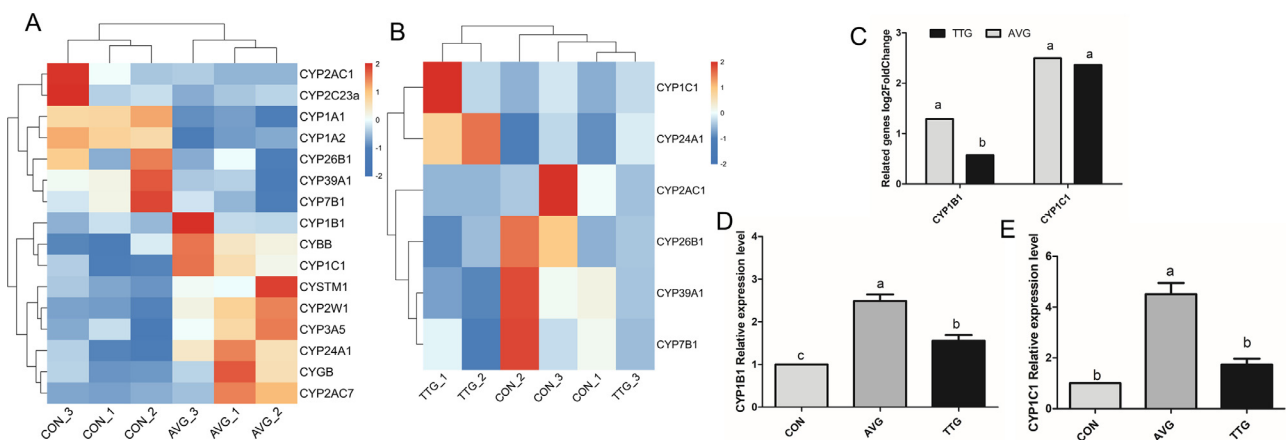 A
CYP2AC1
CYP2C23a
CYP1A1
CYP1A2
CYP26B1
CYP39A1
CYP7B1
CYP1B1
CYBB
CYP1C1
CYSTM1
CYP2W1
CYP3A5
CYP24A1
CYGB
CYP2AC7
CON_3
CON_1
CON_2
AVG_3
AVG_1
AVG_2
2
1
0
-1
-2
B
CYP1C1
CYP24A1
CYP2AC1
CYP26B1
CYP39A1
CYP7B1
TTG_1
TTG_2
CON_2
CON_3
CON_1
TTG_3
2
1
0
-1
-2
C
TTG
AVG
Related genes log2FoldChange
3
2
1
0
a
b
a
a
CYP1B1
CYP1C1
D
CYP1B1 Relative expression level
3
2
1
0
c
a
b
CON
AVG
TTG
E
CYP1C1 Relative expression level
6
4
2
0
b
a
b
CON
AVG
TTG